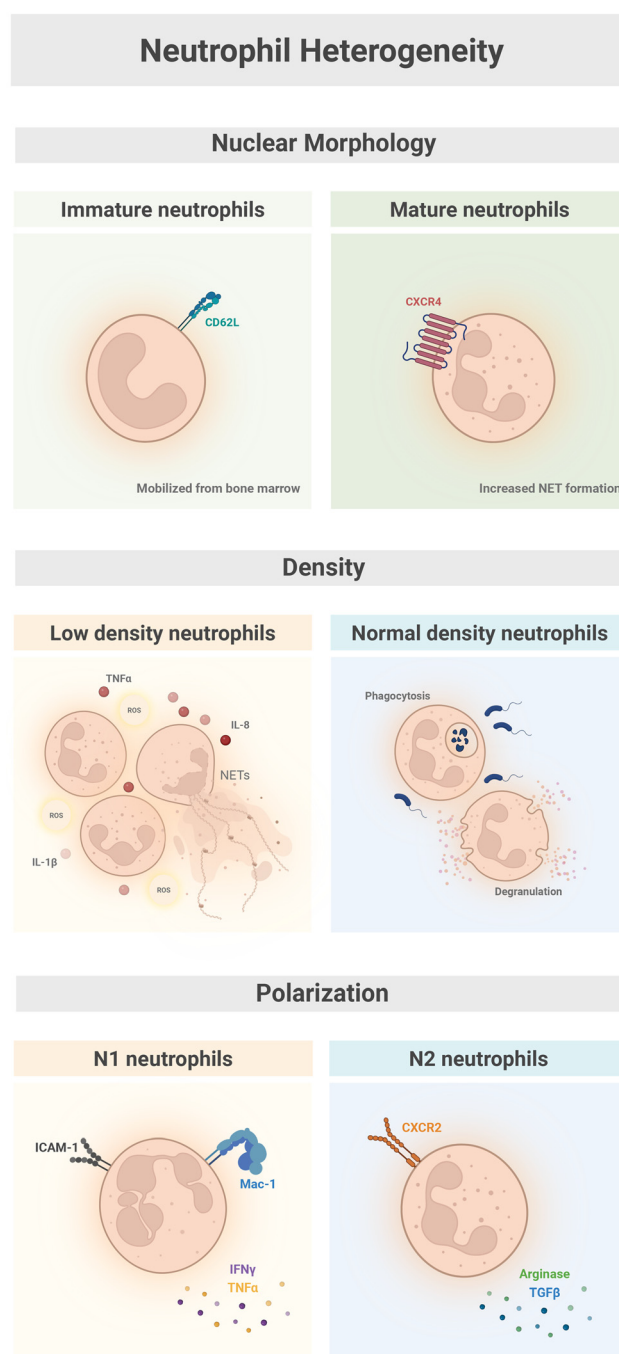 Neutrophil Heterogeneity
Nuclear Morphology
Immature neutrophils
Mature neutrophils
CD62L
CXCR4
Mobilized from bone marrow
Increased NET formation
Density
Low density neutrophils
Normal density neutrophils
TNFα
ROS
IL-8
NETs
ROS
IL-1β
ROS
Phagocytosis
Degranulation
Polarization
N1 neutrophils
N2 neutrophils
ICAM-1
Mac-1
IFNγ
TNFα
CXCR2
Arginase
TGFβ